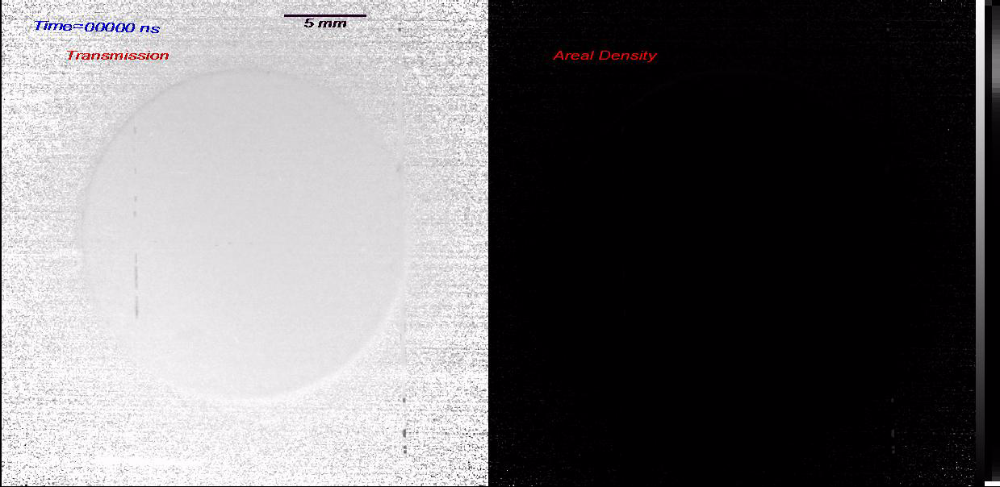 Time=00000 ns
5 mm
Transmission
Areal Density